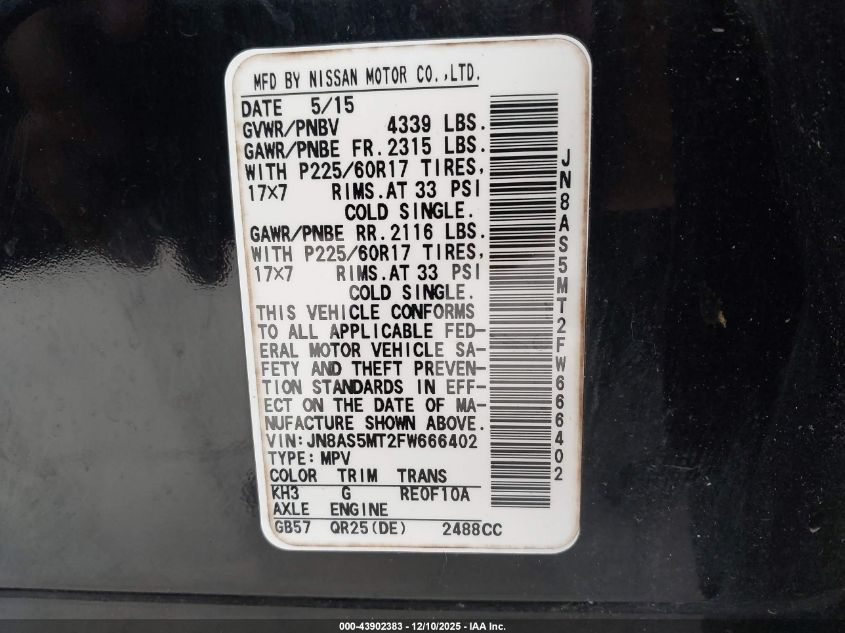 MFD BY NISSAN MOTOR CO.,LTD.
DATE 5/15
GVWR/PNBV 4339 LBS.
GAWR/PNBE FR.2315 LBS.
WITH P225/60R17 TIRES,
17×7 RIMS.AT 33 PSI
COLD SINGLE.
GAWR/PNBE RR.2116 LBS.
WITH P225/60R17 TIRES,
17×7 RIMS.AT 33 PSI
COLD SINGLE.
THIS VEHICLE CONFORMS
TO ALL APPLICABLE FED-
ERAL MOTOR VEHICLE SA-
FETY AND THEFT PREVEN-
TION STANDARDS IN EFF-
ECT ON THE DATE OF MA-
NUFACTURE SHOWN ABOVE.
VIN: JN8AS5MT2FW666402
TYPE: MPV
COLOR TRIM TRANS
KH3 G RE0F10A
AXLE ENGINE
GB57 QR25(DE) 2488CC
JN8AS5MT2FW666402
000-43902383 - 12/10/2025 - IAA Inc.